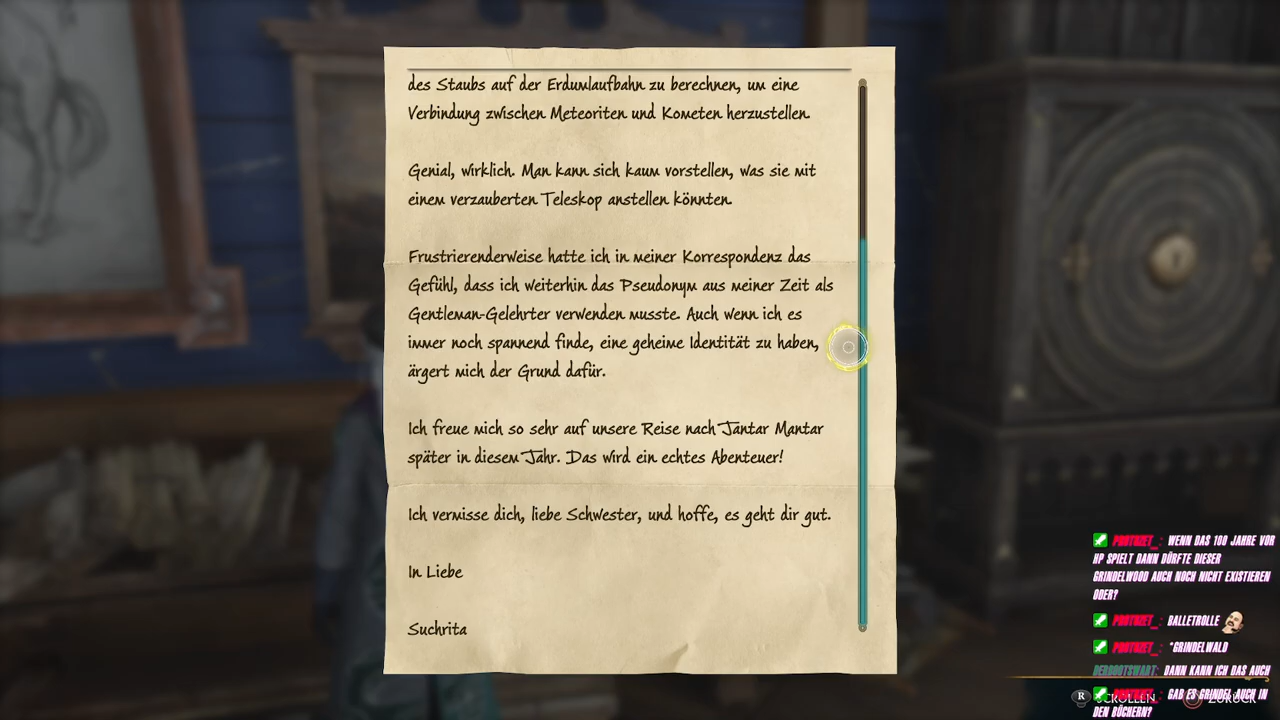 des Staubs auf der Erdumlaufbahn zu berechnen, um eine
Verbindung zwischen Meteoriten und Kometen herzustellen.
Genial, wirklich. Man kann sich kaum vorstellen, was sie mit
einem verzauberten Teleskop anstellen könnten.
Frustrierenderweise hatte ich in meiner Korrespondenz das
Gefühl, dass ich weiterhin das Pseudonym aus meiner Zeit als
Gentleman-Gelehrter verwenden musste. Auch wenn ich es
immer noch spannend finde, eine geheime Identität zu haben,
ärgert mich der Grund dafür.
Ich freue mich so sehr auf unsere Reise nach Jantar Mantar
später in diesem Jahr. Das wird ein echtes Abenteuer!
Ich vermisse dich, liebe Schwester, und hoffe, es geht dir gut.
In Liebe
Suchrita
WENN DAS 100 JAHRE VOR
HP SPIELT DANN DÜRFTE DIESER
GRINDELWOOD AUCH NOCH NICHT EXISTIEREN
ODER?
BALLETROLLE
*GRINDELWALD
DERBOOTSWART: DANN KANN ICH DAS AUCH
GAB ES GRINDEL AUCH IN
DEN BÜCHERN?
R SCROLLEN ZURÜCK